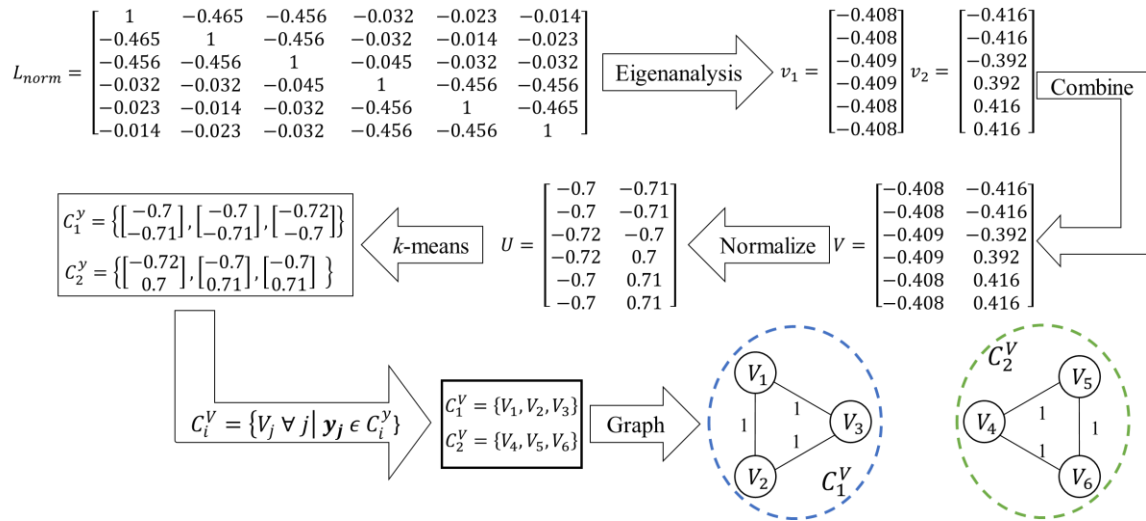 L_norm = [1 −0.465 −0.456 −0.032 −0.023 −0.014
−0.465 1 −0.456 −0.032 −0.014 −0.023
−0.456 −0.456 1 −0.045 −0.032 −0.032
−0.032 −0.032 −0.045 1 −0.456 −0.456
−0.023 −0.014 −0.032 −0.456 1 −0.465
−0.014 −0.023 −0.032 −0.456 −0.456 1]
Eigenanalysis
v_1 = [−0.408
−0.408
−0.409
−0.409
−0.408
−0.408]
v_2 = [−0.416
−0.416
−0.392
0.392
0.416
0.416]
Combine
V = [−0.408 −0.416
−0.408 −0.416
−0.409 −0.392
−0.409 0.392
−0.408 0.416
−0.408 0.416]
Normalize
U = [−0.7 −0.71
−0.7 −0.71
−0.72 −0.7
−0.72 0.7
−0.7 0.71
−0.7 0.71]
k-means
C_1^y = {[−0.7 −0.71], [−0.7 −0.71], [−0.72 −0.7]}
C_2^y = {[−0.72 0.7], [−0.7 0.71], [−0.7 0.71] }
C_i^V = {V_j ∀ j| y_j ϵ C_i^y}
C_1^V = {V_1, V_2, V_3}
C_2^V = {V_4, V_5, V_6}
Graph
V_1
1
1
V_3
1
V_2
C_1^V
C_2^V
V_5
1
V_4
1
1
V_6